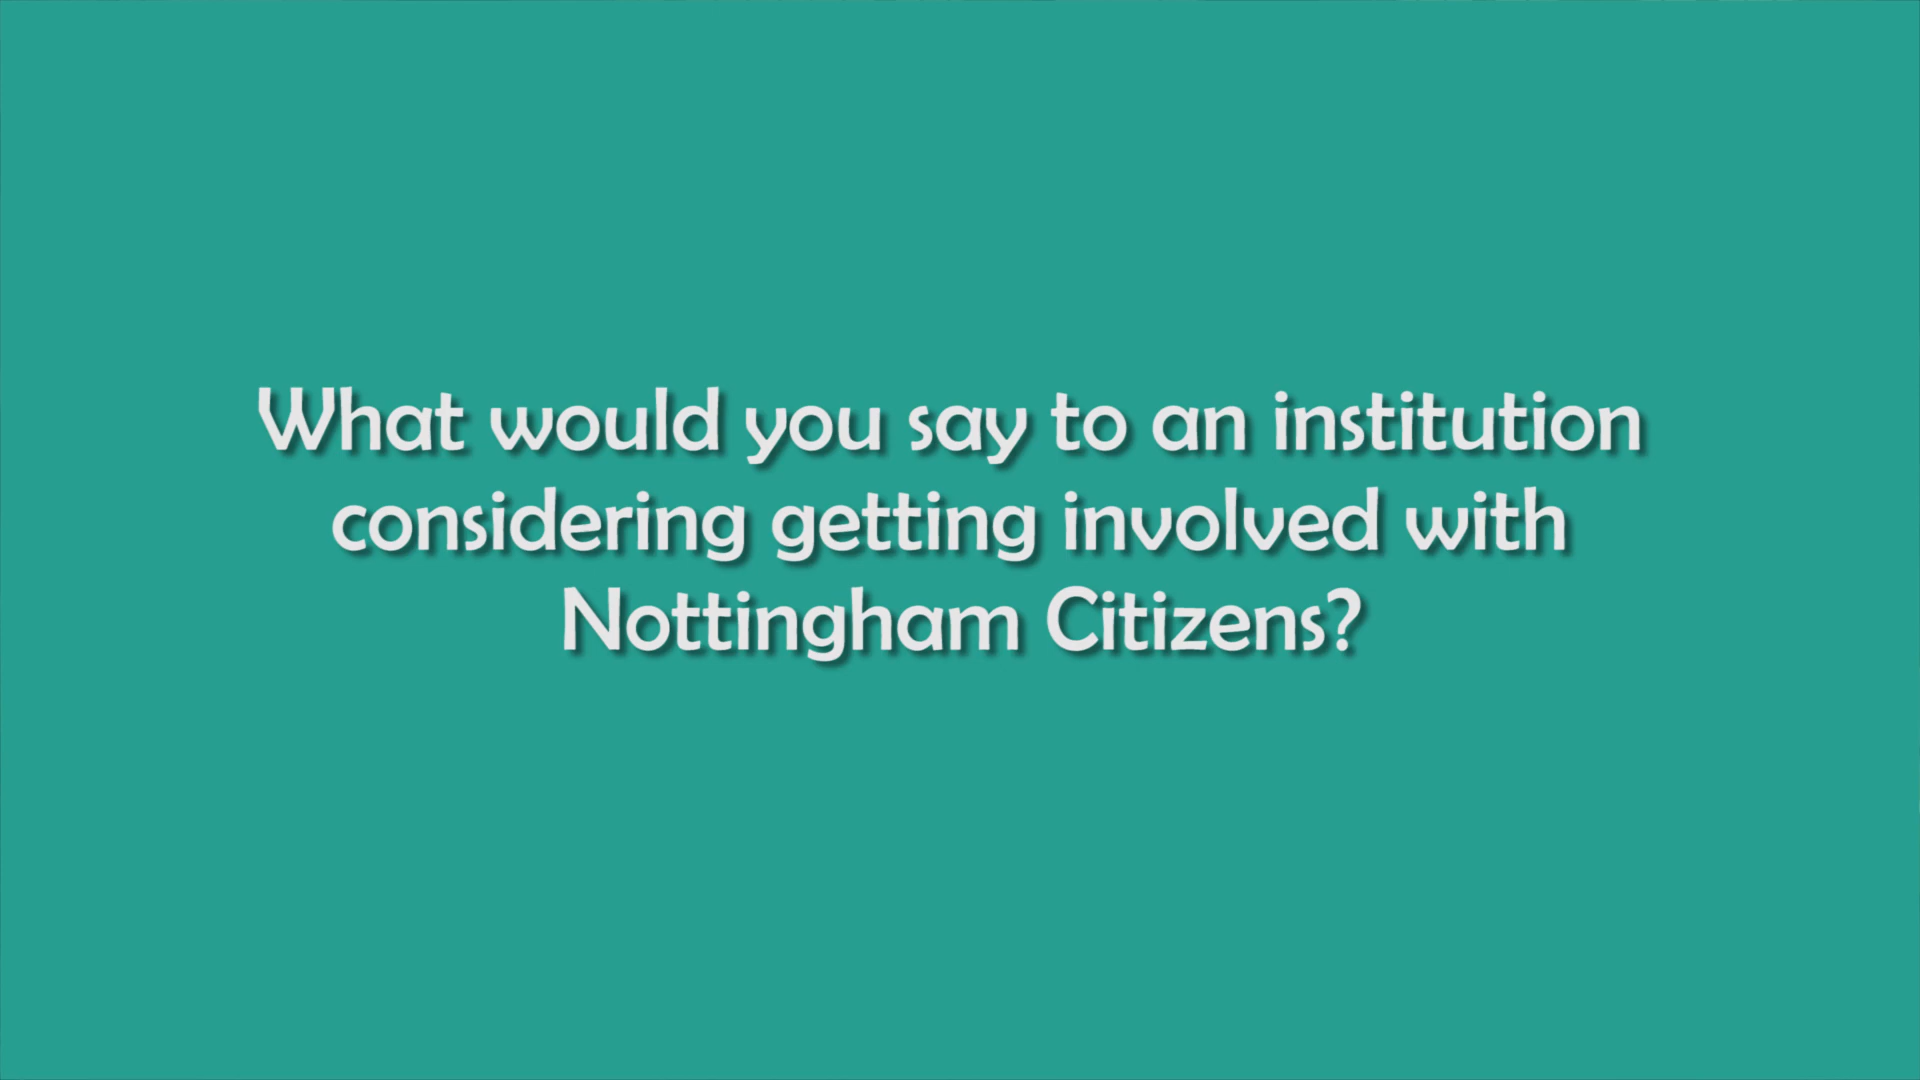 What would you say to an institution
considering getting involved with
Nottingham Citizens?